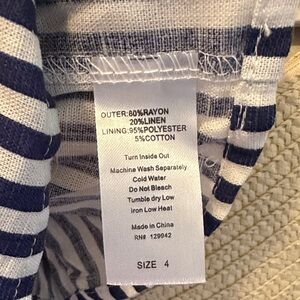 OUTER:80%RAYON
20%LINEN
LINING:95%POLYESTER
5%COTTON
Turn Inside Out
Machine Wash Separately
Cold Water
Do Not Bleach
Tumble dry Low
Iron Low Heat
Made in China
RN# 129942
SIZE 4